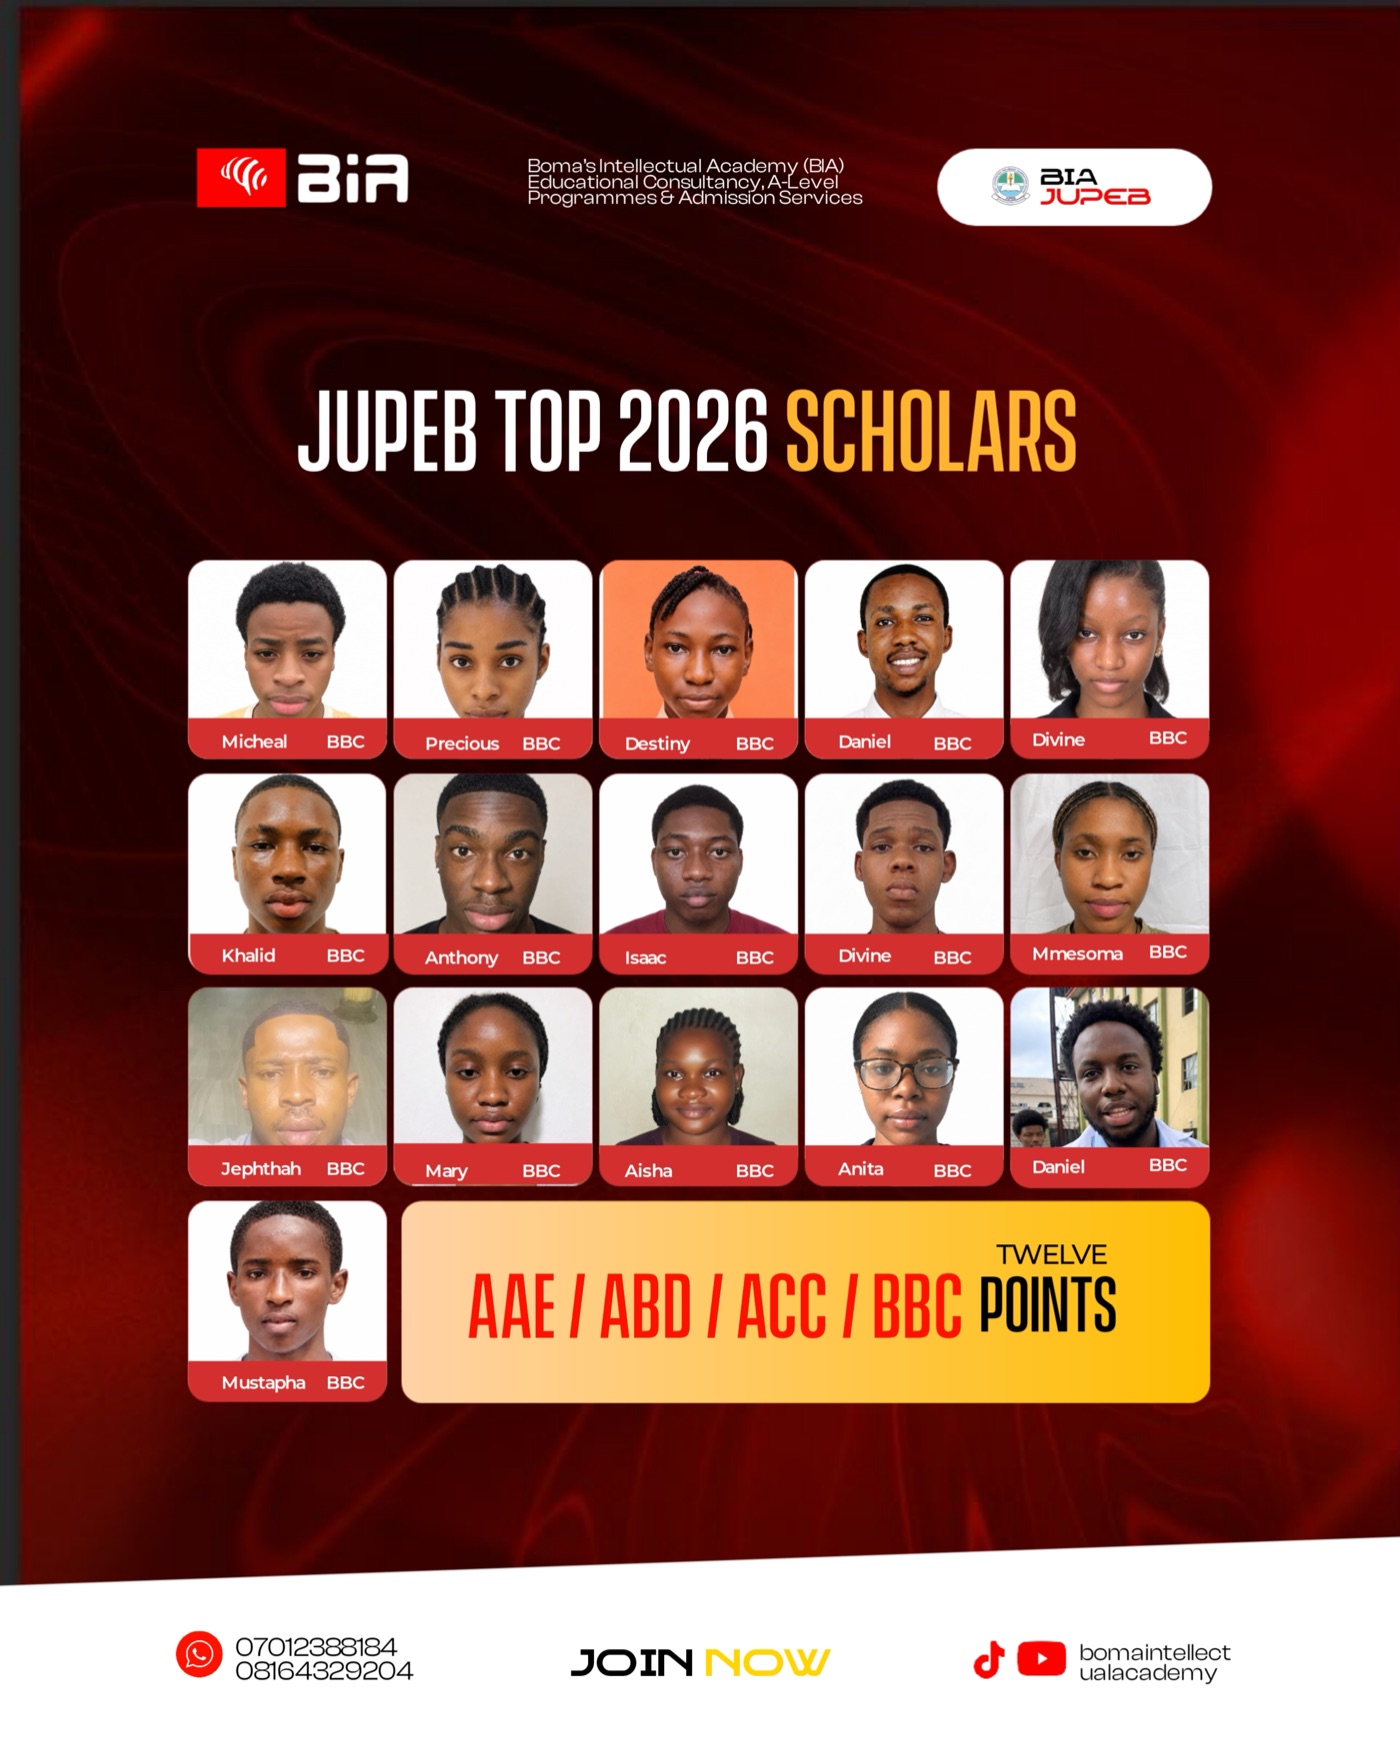 BiA
Boma's Intellectual Academy (BIA)
Educational Consultancy, A-Level
Programmes & Admission Services
BIA
JUPEB
JUPEB TOP 2026 SCHOLARS
Micheal BBC
Precious BBC
Destiny BBC
Daniel BBC
Divine BBC
Khalid BBC
Anthony BBC
Isaac BBC
Divine BBC
Mmesoma BBC
Jephthah BBC
Mary BBC
Aisha BBC
Anita BBC
Daniel BBC
Mustapha BBC
AAE / ABD / ACC / BBC TWELVE POINTS
07012388184
08164329204
JOIN NOW
bomaintellect
ualacademy